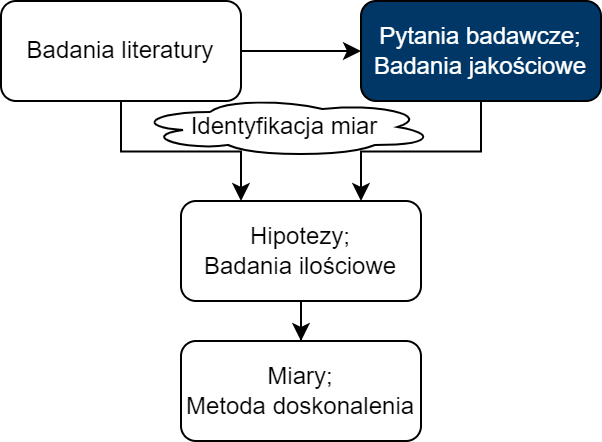 Badania literatury
Pytania badawcze;
Badania jakościowe
Identyfikacja miar
Hipotezy;
Badania ilościowe
Miary;
Metoda doskonalenia